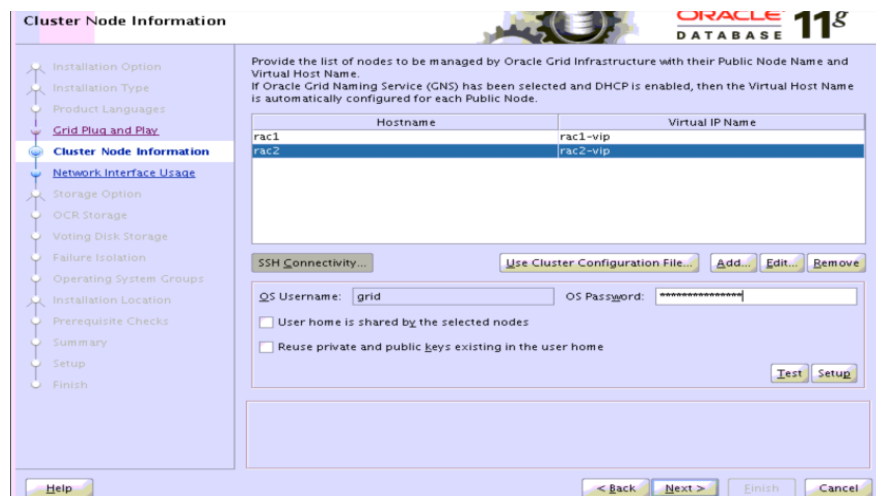 Cluster Node Information
ORACLE
DATABASE 11g
Installation Option
Installation Type
Product Languages
Grid Plug and Play
Cluster Node Information
Network Interface Usage
Storage Option
OCR Storage
Voting Disk Storage
Failure Isolation
Operating System Groups
Installation Location
Prerequisite Checks
Summary
Setup
Finish
Provide the list of nodes to be managed by Oracle Grid Infrastructure with their Public Node Name and
Virtual Host Name.
If Oracle Grid Naming Service (GNS) has been selected and DHCP is enabled, then the Virtual Host Name
is automatically configured for each Public Node.
Hostname Virtual IP Name
rac1 rac1-vip
rac2 rac2-vip
SSH Connectivity... Use Cluster Configuration File... Add... Edit... Remove
OS Username: grid OS Password: ***************
User home is shared by the selected nodes
Reuse private and public keys existing in the user home
Test Setup
Help < Back Next > Finish Cancel